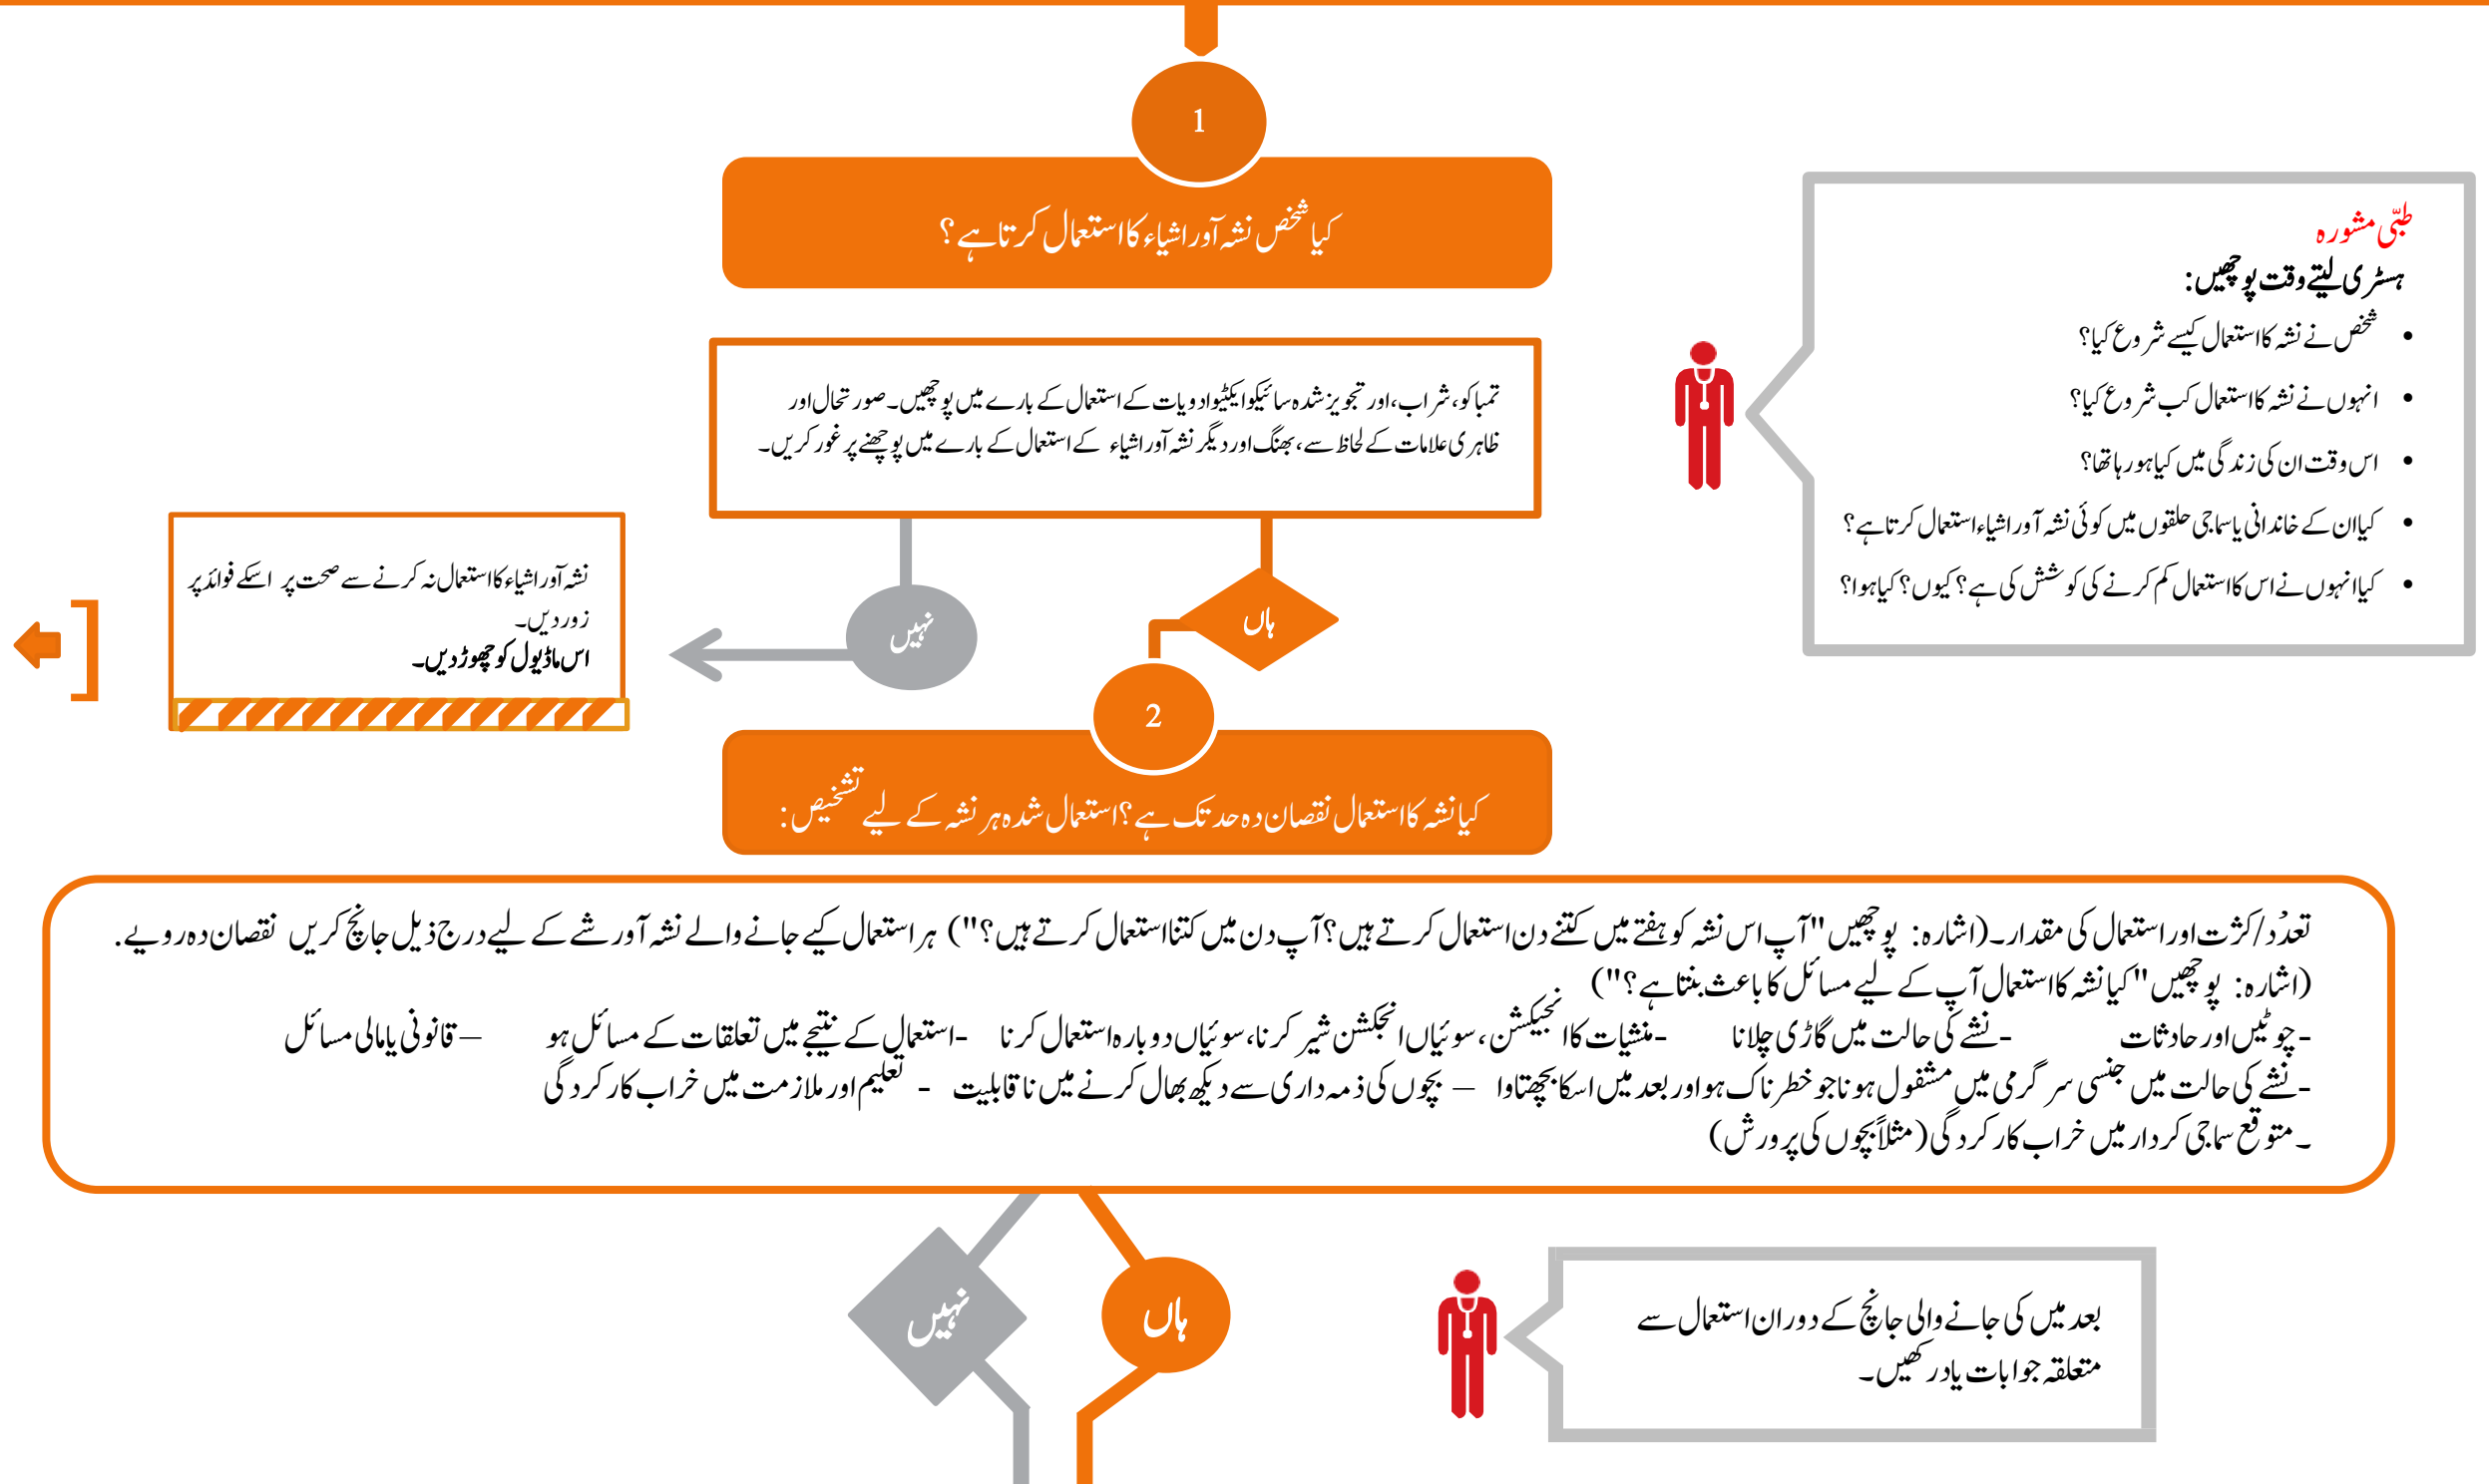 1
کیا شخص نشہ آور اشیاء کا استعمال کرتا ہے؟
طبّی مشورہ
ہسٹری لیتے وقت پوچھیں:
• شخص نے نشہ کا استعمال کیسے شروع کیا؟
• انہوں نے نشہ کا استعمال کب شروع کیا؟
• اس وقت ان کی زندگی میں کیا ہو رہا تھا؟
• کیا ان کے خاندانی یا سماجی حلقوں میں کوئی نشہ آور اشیاء استعمال کرتا ہے؟
• کیا انہوں نے اس کا استعمال کم کرنے کی کوشش کی ہے؟ کیوں؟ کیا ہوا؟
تمباکو، شراب، اور تجویز شدہ سائیکوایکٹیو ادویات کے استعمال کے بارے میں پوچھیں۔ صورتحال اور
ظاہری علامات کے لحاظ سے، بھنگ اور دیگر نشہ آور اشیاء کے استعمال کے بارے میں پوچھنے پر غور کریں۔
ہاں
نہیں
نشہ آور اشیاء کا استعمال نہ کرنے سے صحت پر اسکے فوائد پر
زور دیں۔
اس ماڈیول کو چھوڑ دیں۔
2
کیا نشہ کا استعمال نقصان دہ حد تک ہے؟ استعمال شدہ ہر نشہ کے لیے تشخیص:
تعدُد/کثرت اور استعمال کی مقدار۔ (اشارہ: پوچھیں "آپ اس نشہ کو ہفتے میں کتنے دن استعمال کرتے ہیں؟ آپ دن میں کتنا استعمال کرتے ہیں؟") ہر استعمال کیے جانے والے نشہ آور شے کے لیے درج ذیل جانچ کریں نقصان دہ رویے.
(اشارہ: پوچھیں "کیا نشہ کا استعمال آپ کے لیے مسائل کا باعث بنتا ہے؟")
- چوٹیں اور حادثات -نشے کی حالت میں گاڑی چلانا -منشیات کا انجیکشن، سوئیاں انجکشن شیر کرنا، سوئیاں دوبارہ استعمال کرنا -استعمال کے نتیجے میں تعلقات کے مسائل ہو – قانونی یا مالی مسائل
-نشے کی حالت میں جنسی سرگرمی میں مشفول ہونا جو خطرناک ہو اور بعد میں اسکا پچھتاوا – بچوں کی ذمہ داری سے دیکھ بھال کرنے میں نا قابلیت - تعلیم اور ملازمت میں خراب کارکردگی
۔ متوقع سماجی کردار میں خراب کارکردگی (مثلاً بچوں کی پرورش)
ہاں
نہیں
بعد میں کی جانے والی جانچ کے دوران استعمال سے
متعلقہ جوابات یاد رکھیں۔